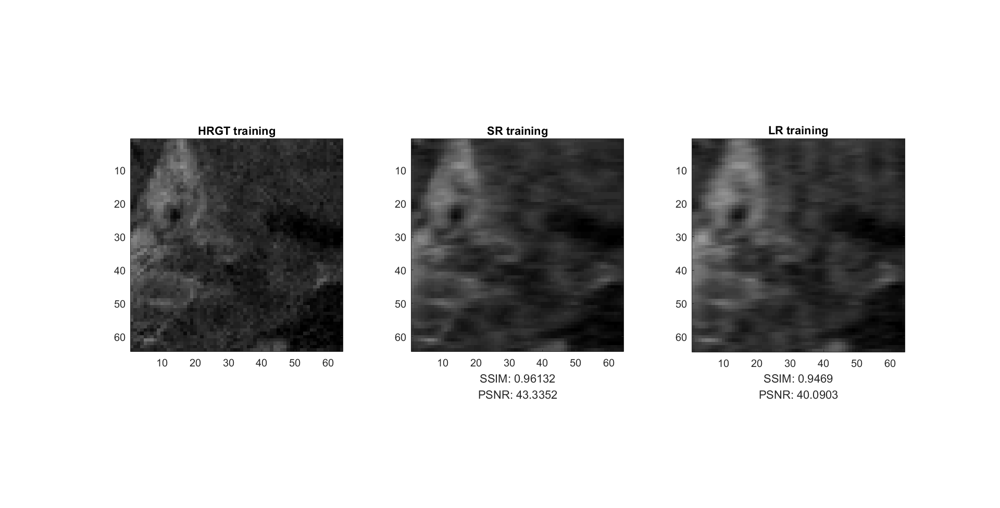 HRGT training
10
20
30
40
50
60
10 20 30 40 50 60
SR training
10
20
30
40
50
60
10 20 30 40 50 60
SSIM: 0.96132
PSNR: 43.3352
LR training
10
20
30
40
50
60
10 20 30 40 50 60
SSIM: 0.9469
PSNR: 40.0903